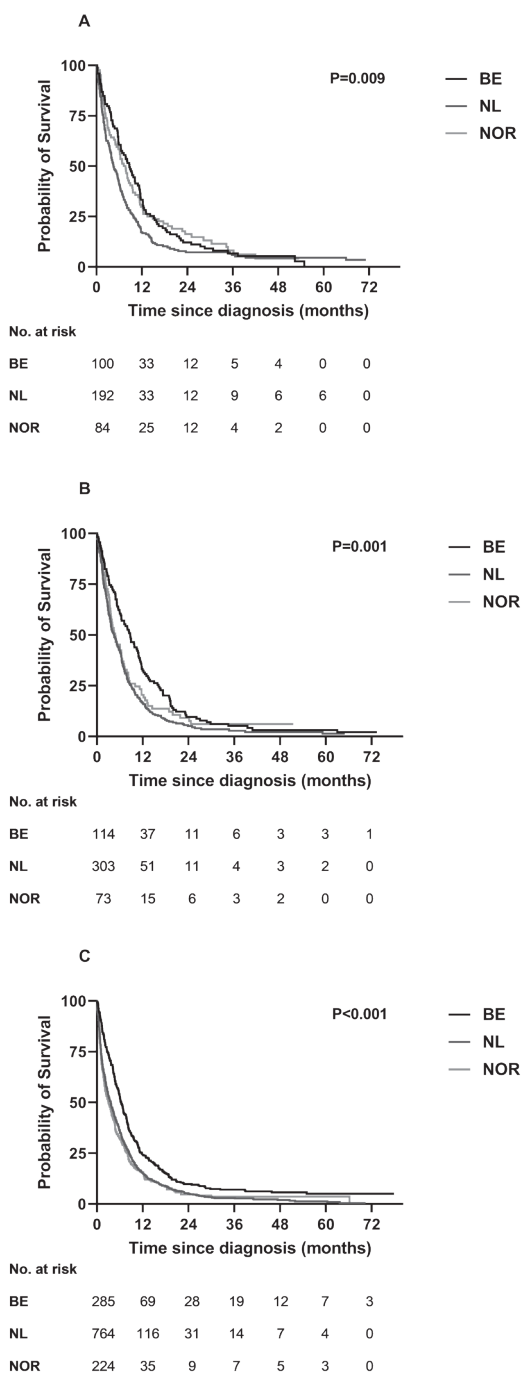 A
P=0.009
BE
NL
NOR
Probability of Survival
100
75
50
25
0
0 12 24 36 48 60 72
Time since diagnosis (months)
No. at risk
BE 100 33 12 5 4 0 0
NL 192 33 12 9 6 6 0
NOR 84 25 12 4 2 0 0
B
P=0.001
BE
NL
NOR
Probability of Survival
100
75
50
25
0
0 12 24 36 48 60 72
Time since diagnosis (months)
No. at risk
BE 114 37 11 6 3 3 1
NL 303 51 11 4 3 2 0
NOR 73 15 6 3 2 0 0
C
P<0.001
BE
NL
NOR
Probability of Survival
100
75
50
25
0
0 12 24 36 48 60 72
Time since diagnosis (months)
No. at risk
BE 285 69 28 19 12 7 3
NL 764 116 31 14 7 4 0
NOR 224 35 9 7 5 3 0